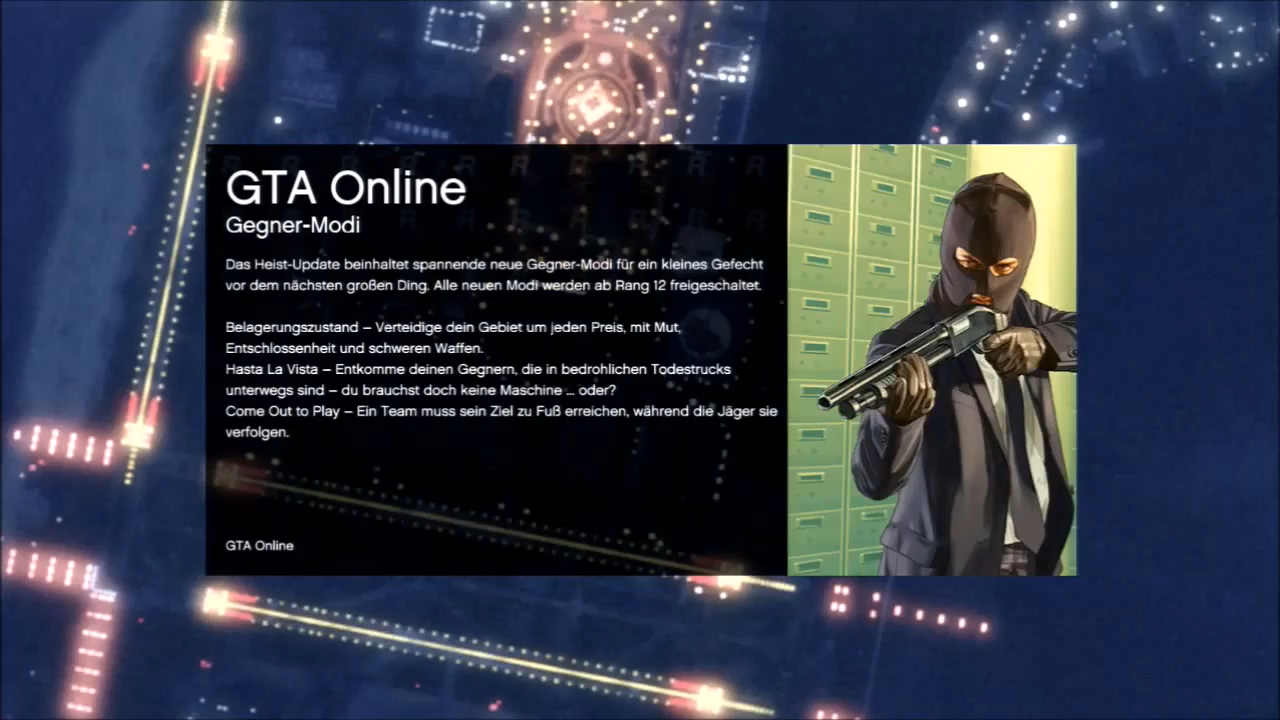 GTA Online
Gegner-Modi
Das Heist-Update beinhaltet spannende neue Gegner-Modi für ein kleines Gefecht
vor dem nächsten großen Ding. Alle neuen Modi werden ab Rang 12 freigeschaltet.
Belagerungszustand – Verteidige dein Gebiet um jeden Preis, mit Mut,
Entschlossenheit und schweren Waffen.
Hasta La Vista – Entkomme deinen Gegnern, die in bedrohlichen Todestrucks
unterwegs sind – du brauchst doch keine Maschine ... oder?
Come Out to Play – Ein Team muss sein Ziel zu Fuß erreichen, während die Jäger sie
verfolgen.
GTA Online